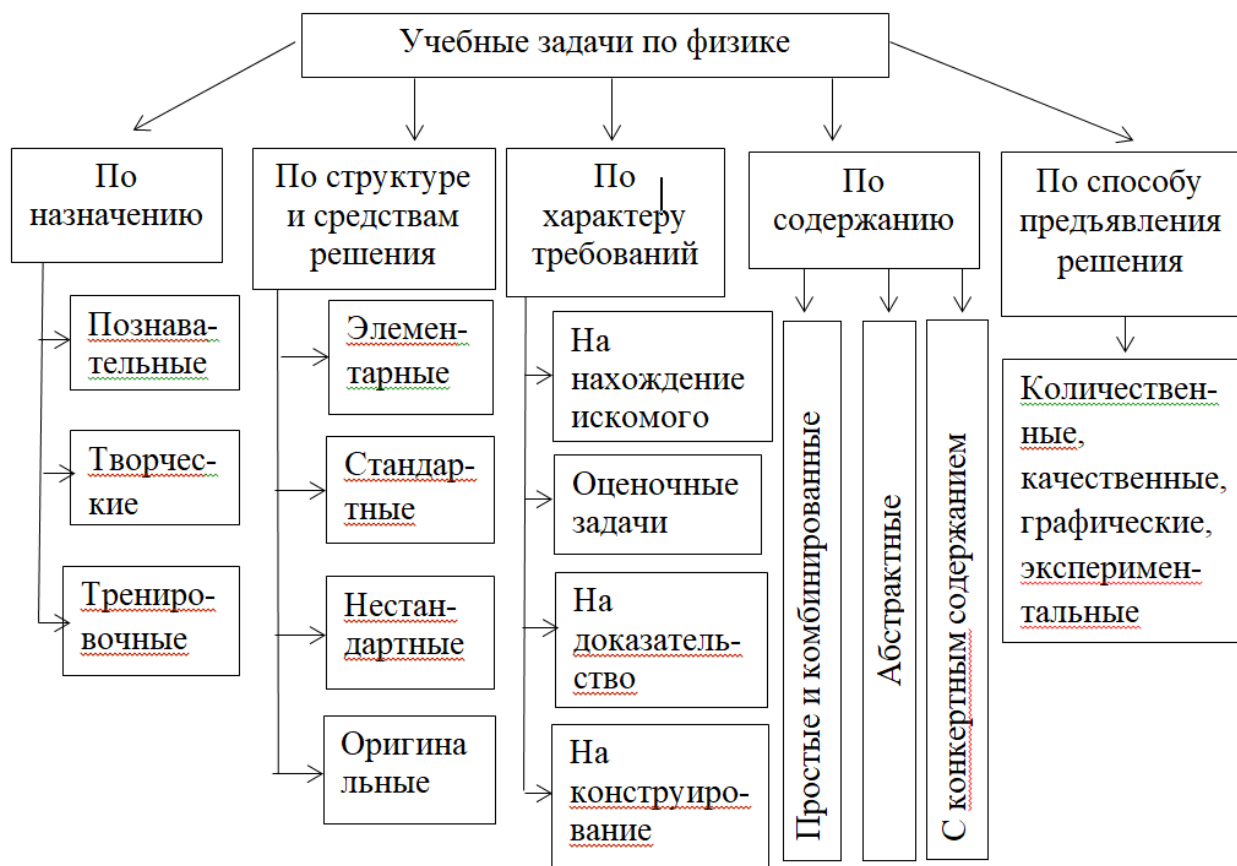 Учебные задачи по физике
По
назначению
Познава-
тельные
Творчес-
кие
Трениро-
вочные
По структуре
и средствам
решения
Элемен-
тарные
Стандар-
тные
Нестан-
дартные
Оригина
льные
По
характеру
требований
На
нахождение
искомого
Оценочные
задачи
На
доказатель-
ство
На
конструиро-
вание
По
содержанию
Простые и комбинированные
Абстрактные
С конкертным содержанием
По способу
предъявления
решения
Количествен-
ные,
качественные,
графические,
эксперимен-
тальные